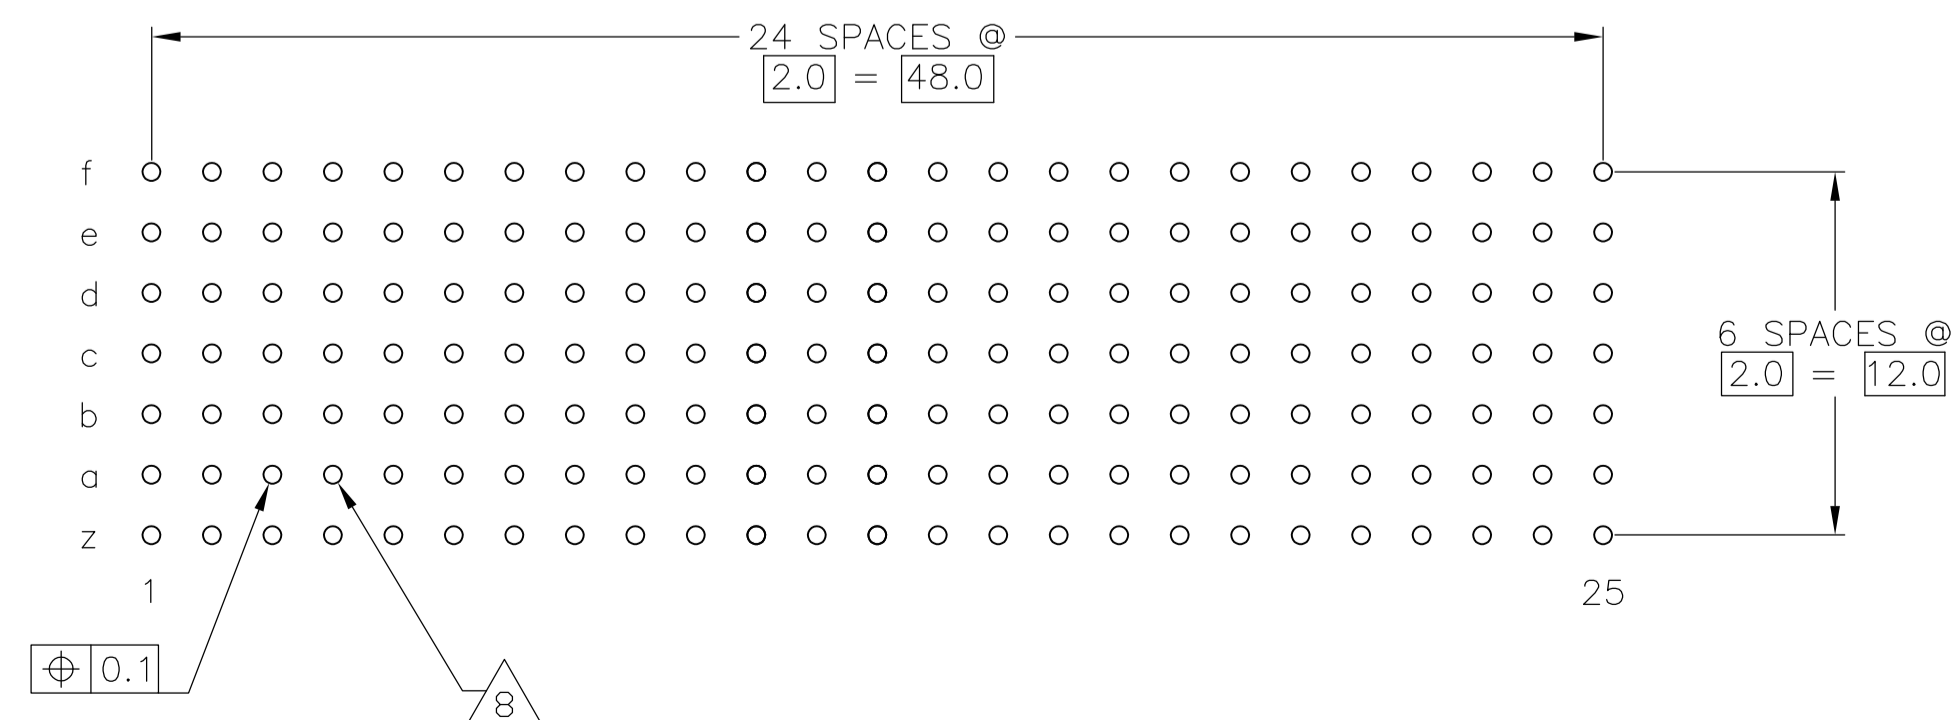 24 SPACES @
2.0 = 48.0
f
e
d
c
6 SPACES @
2.0 = 12.0
b
a
z
1
25
⌖ 0.1
8